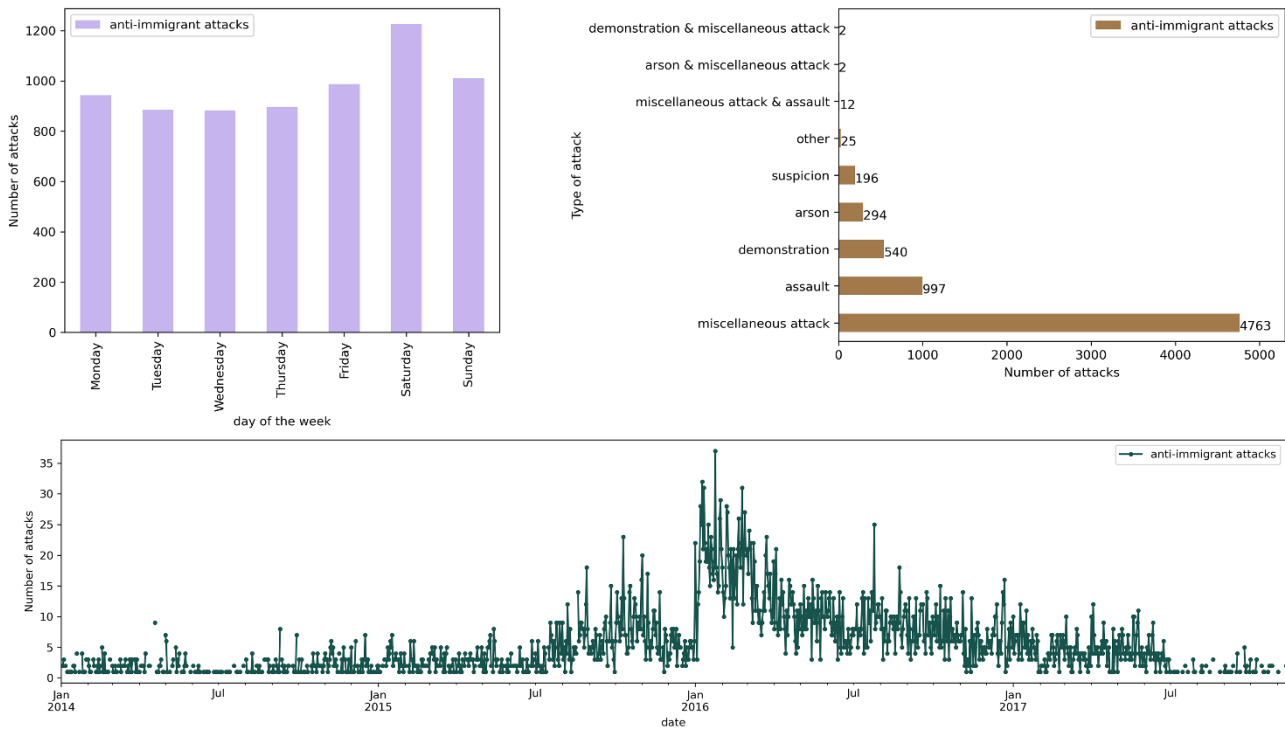 anti-immigrant attacks
Number of attacks
1200
1000
800
600
400
200
0
Monday
Tuesday
Wednesday
Thursday
Friday
Saturday
Sunday
day of the week
anti-immigrant attacks
Type of attack
demonstration & miscellaneous attack 2
arson & miscellaneous attack 2
miscellaneous attack & assault 12
other 25
suspicion 196
arson 294
demonstration 540
assault 997
miscellaneous attack 4763
0 1000 2000 3000 4000 5000
Number of attacks
anti-immigrant attacks
Number of attacks
35
30
25
20
15
10
5
0
Jan Jul Jan Jul Jan Jul Jan Jul
2014 2015 2016 2017
date